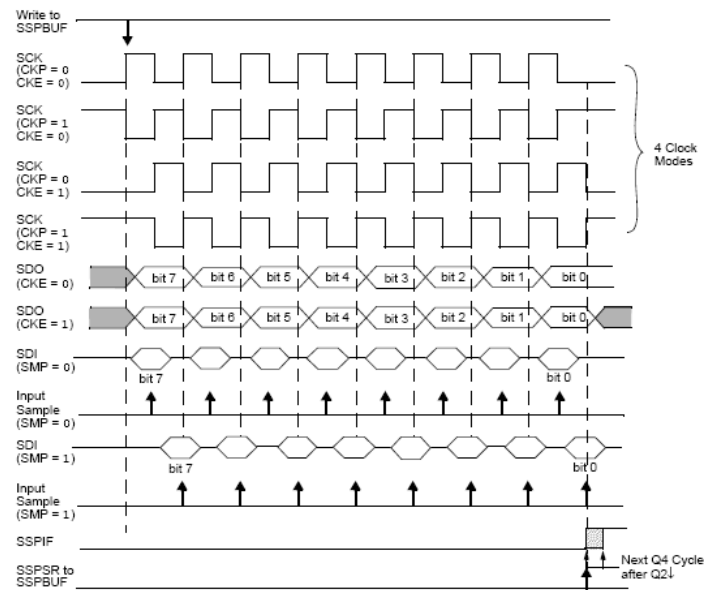 Write to
SSPBUF
SCK
(CKP = 0
CKE = 0)
SCK
(CKP = 1
CKE = 0)
SCK
(CKP = 0
CKE = 1)
SCK
(CKP = 1
CKE = 1)
4 Clock
Modes
SDO
(CKE = 0)
bit 7 bit 6 bit 5 bit 4 bit 3 bit 2 bit 1 bit 0
SDO
(CKE = 1)
bit 7 bit 6 bit 5 bit 4 bit 3 bit 2 bit 1 bit 0
SDI
(SMP = 0)
bit 7 bit 0
Input
Sample
(SMP = 0)
SDI
(SMP = 1)
bit 7 bit 0
Input
Sample
(SMP = 1)
SSPIF
SSPSR to
SSPBUF
Next Q4 Cycle
after Q2↓